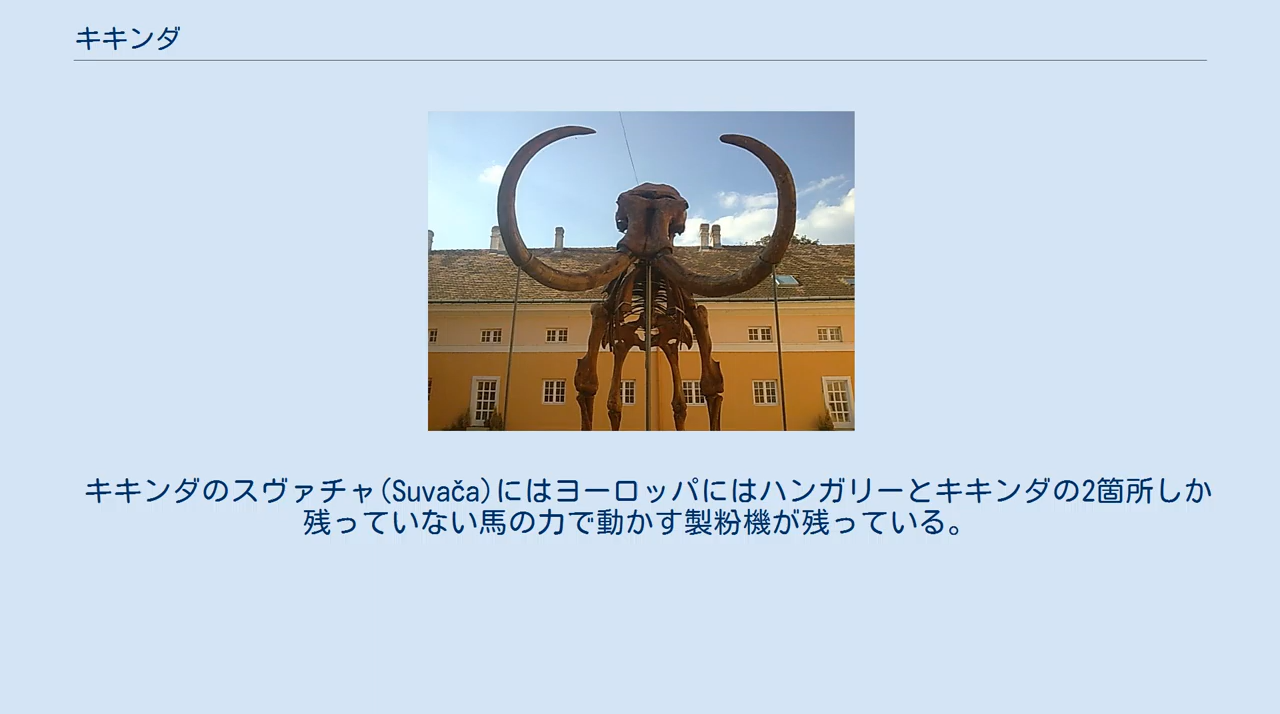 キキンダ
キキンダのスヴァチャ(Suvača)にはヨーロッパにはハンガリーとキキンダの2箇所しか
残っていない馬の力で動かす製粉機が残っている。